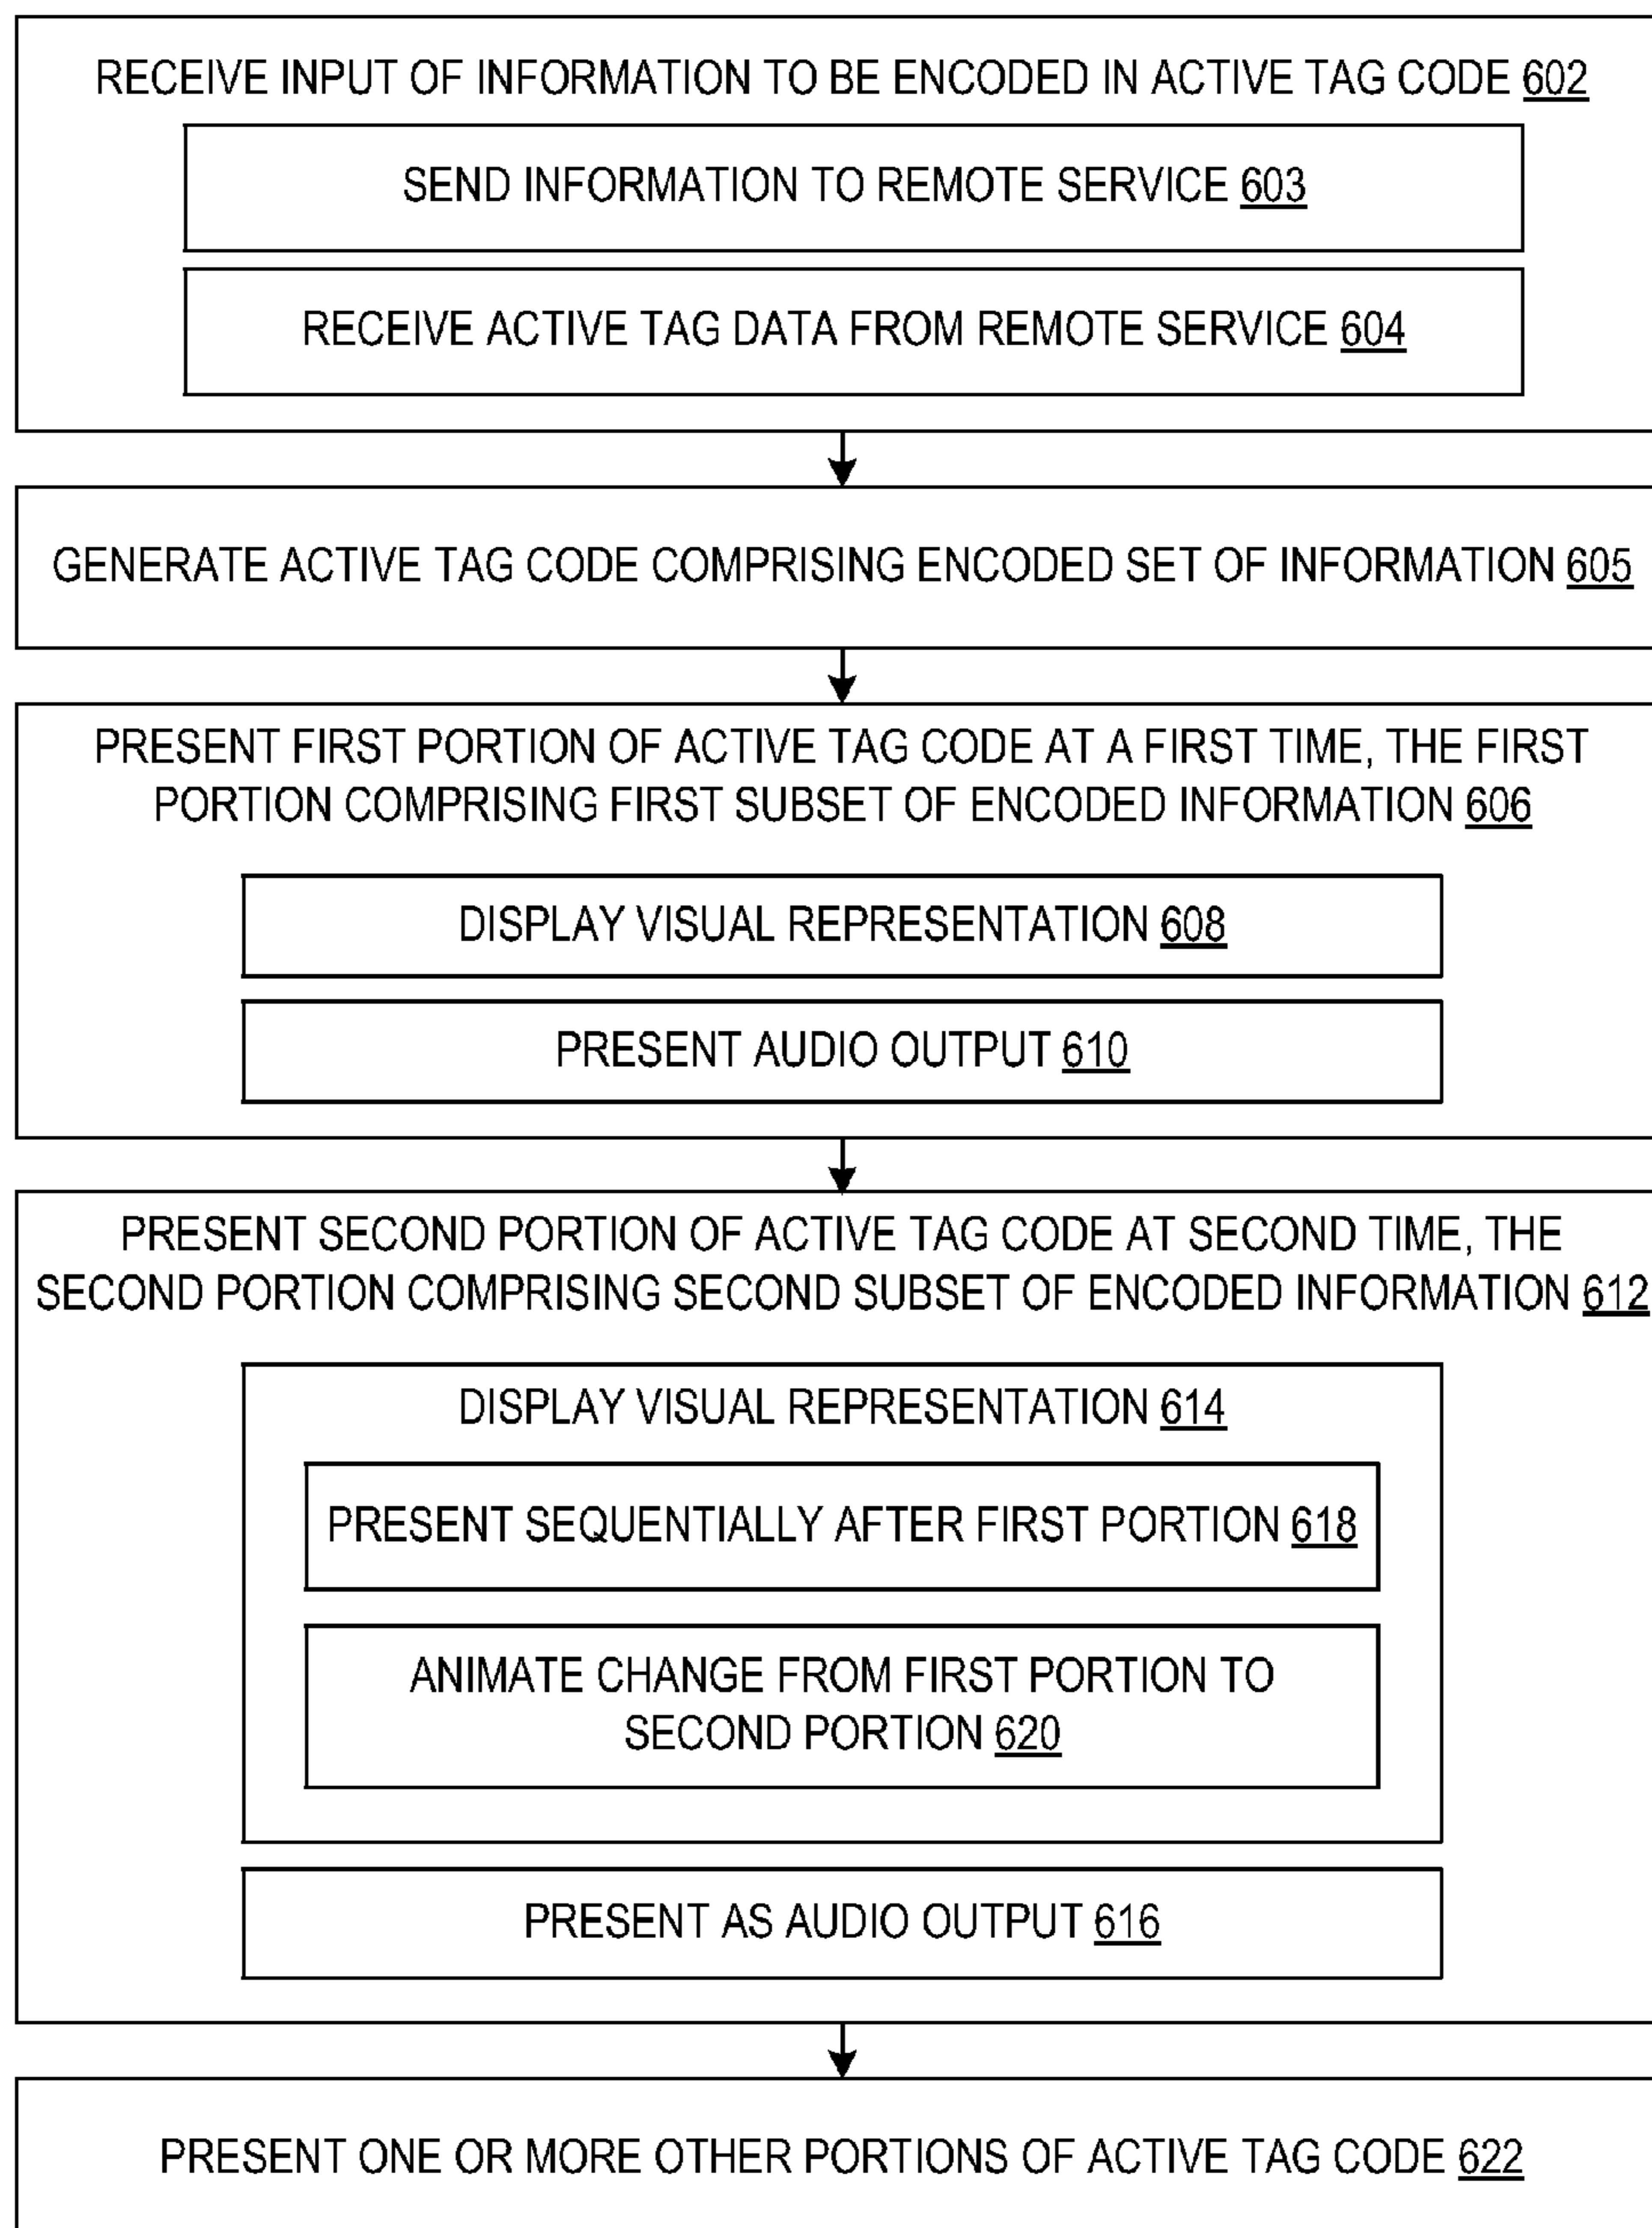 RECEIVE INPUT OF INFORMATION TO BE ENCODED IN ACTIVE TAG CODE 602
SEND INFORMATION TO REMOTE SERVICE 603
RECEIVE ACTIVE TAG DATA FROM REMOTE SERVICE 604
GENERATE ACTIVE TAG CODE COMPRISING ENCODED SET OF INFORMATION 605
PRESENT FIRST PORTION OF ACTIVE TAG CODE AT A FIRST TIME, THE FIRST
PORTION COMPRISING FIRST SUBSET OF ENCODED INFORMATION 606
DISPLAY VISUAL REPRESENTATION 608
PRESENT AUDIO OUTPUT 610
PRESENT SECOND PORTION OF ACTIVE TAG CODE AT SECOND TIME, THE
SECOND PORTION COMPRISING SECOND SUBSET OF ENCODED INFORMATION 612
DISPLAY VISUAL REPRESENTATION 614
PRESENT SEQUENTIALLY AFTER FIRST PORTION 618
ANIMATE CHANGE FROM FIRST PORTION TO
SECOND PORTION 620
PRESENT AS AUDIO OUTPUT 616
PRESENT ONE OR MORE OTHER PORTIONS OF ACTIVE TAG CODE 622